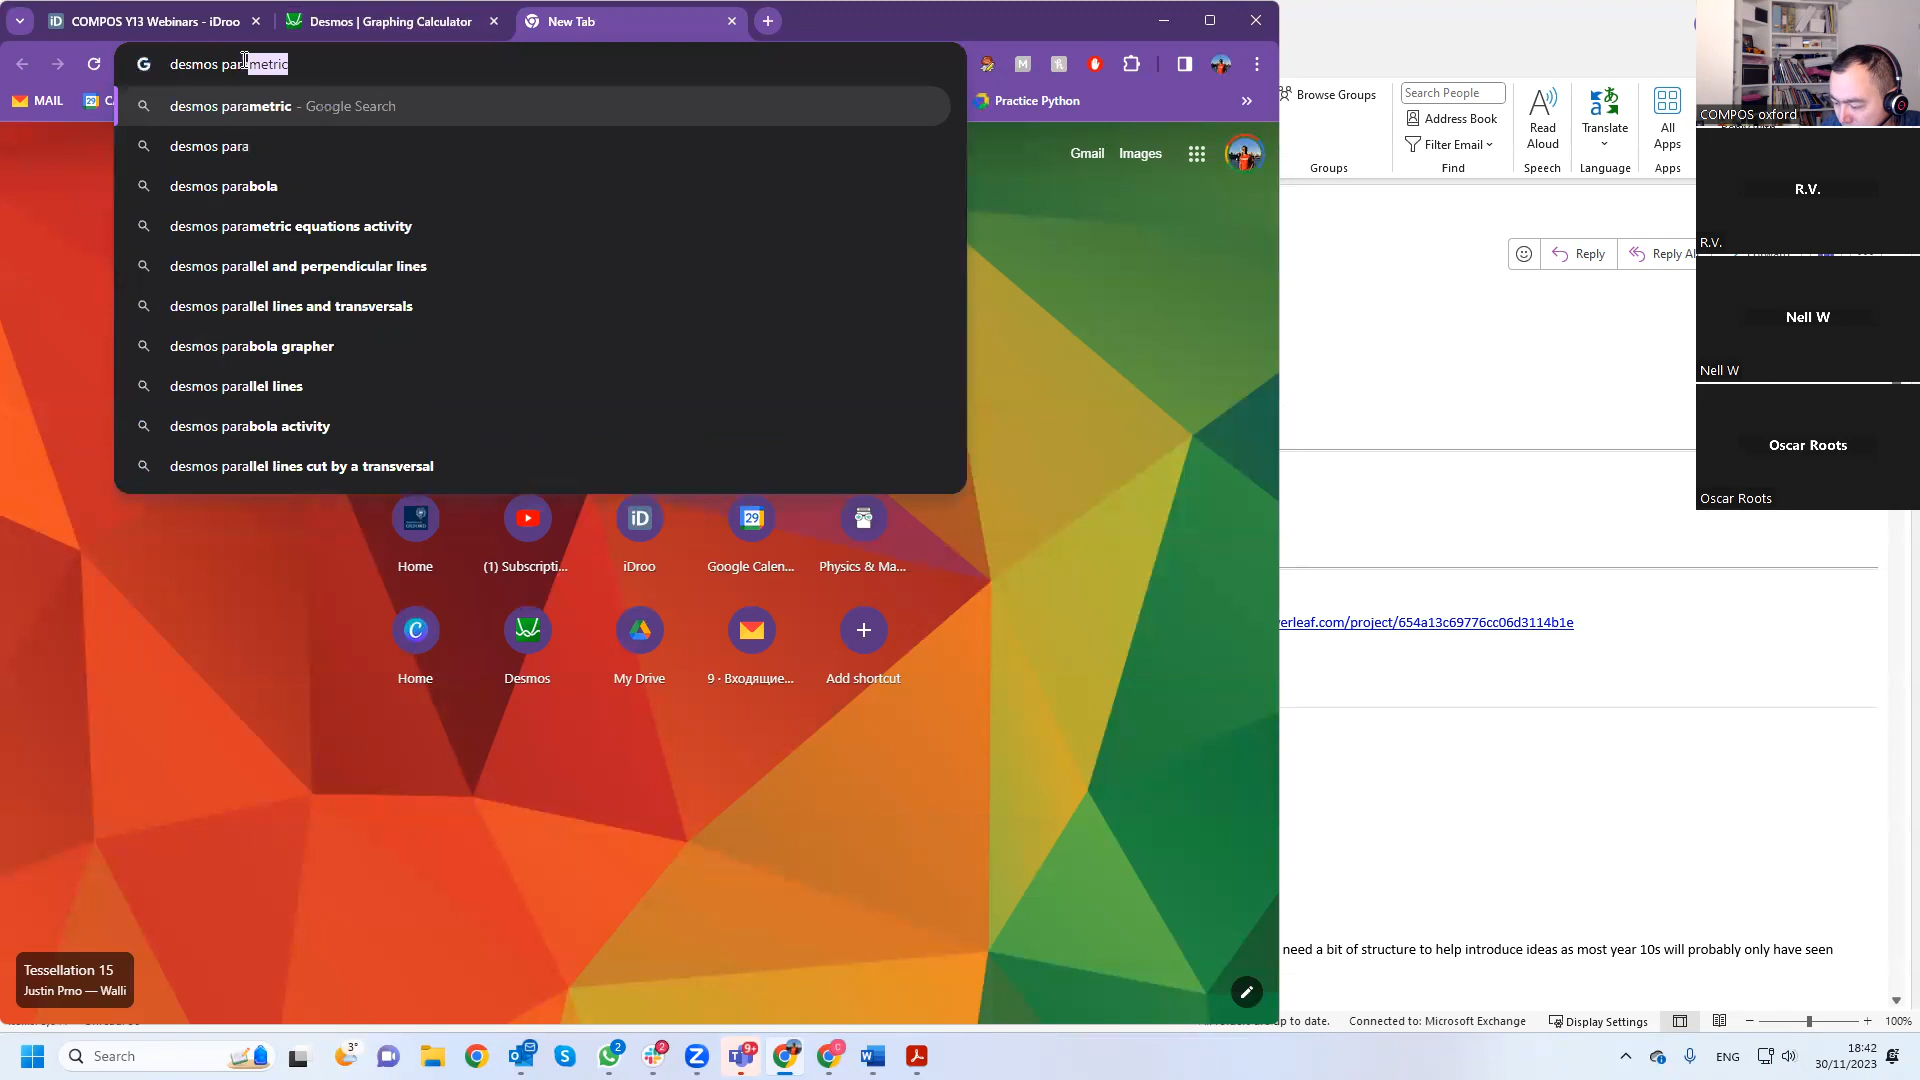 COMPOS Y13 Webinars - iDroo
Desmos | Graphing Calculator
New Tab
desmos parametric
MAIL
Practice Python
desmos parametric - Google Search
desmos para
desmos parabola
desmos parametric equations activity
desmos parallel and perpendicular lines
desmos parallel lines and transversals
desmos parabola grapher
desmos parallel lines
desmos parabola activity
desmos parallel lines cut by a transversal
Gmail Images
Home
(1) Subscripti...
iDroo
Google Calen...
Physics & Ma...
Home
Desmos
My Drive
9 · Входящие...
Add shortcut
Tessellation 15
Justin Prno — Walli
Browse Groups
Groups
Search People
Address Book
Filter Email
Find
Read Aloud
Speech
Translate
Language
All Apps
Apps
Reply
Reply Al
verleaf.com/project/654a13c69776cc06d3114b1e
need a bit of structure to help introduce ideas as most year 10s will probably only have seen
up to date.
Connected to: Microsoft Exchange
Display Settings
100%
COMPOS oxford
R.V.
R.V.
Nell W
Nell W
Oscar Roots
Oscar Roots
Search
3°
ENG
18:42
30/11/2023